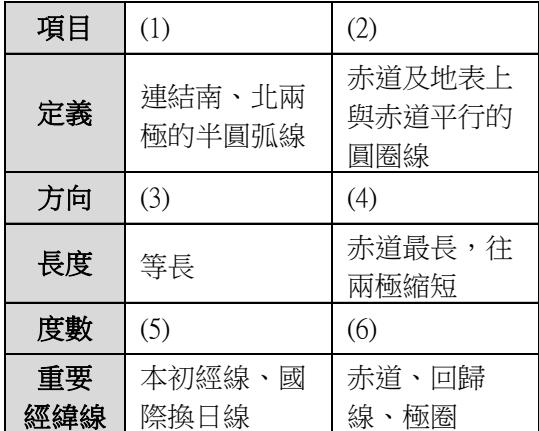 項目 (1) (2)
定義 連結南、北兩極的半圓弧線 赤道及地表上與赤道平行的圓圈線
方向 (3) (4)
長度 等長 赤道最長，往兩極縮短
度數 (5) (6)
重要經緯線 本初經線、國際換日線 赤道、回歸線、極圈